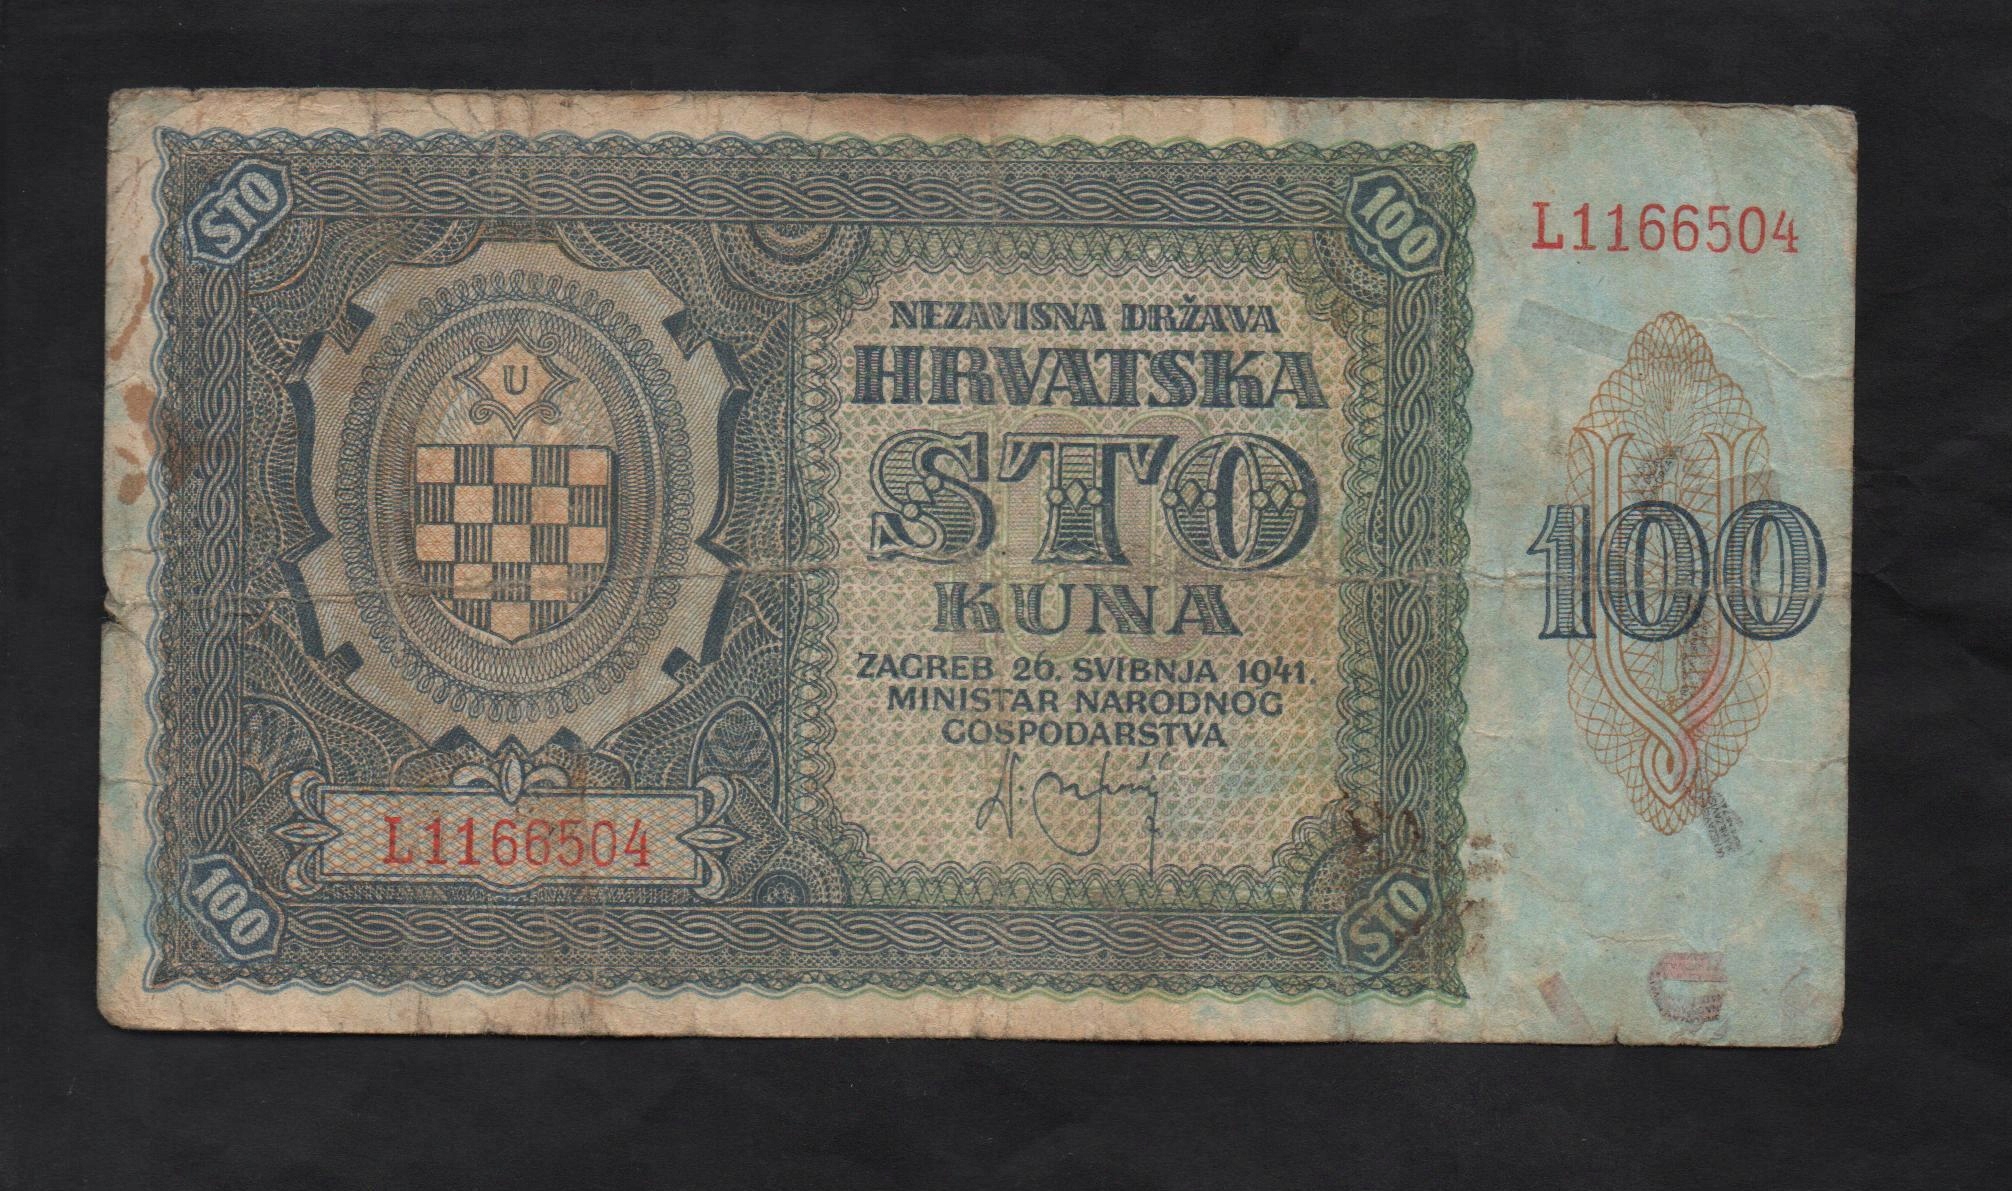 STO
100
L1166504
NEZAVISNA DRŽAVA
U
HRVATSKA
STO
100
KUNA
ZAGREB 26. SVIBNJA 1941.
MINISTAR NARODNOG
GOSPODARSTVA
L1166504
100
STO